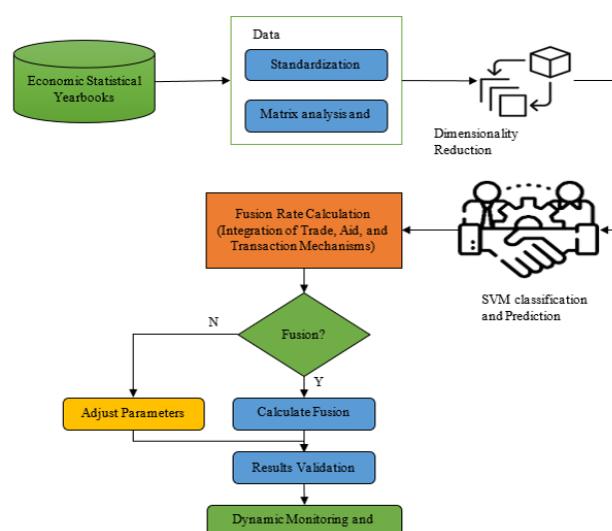 Data
Economic Statistical
Yearbooks
Standardization
Matrix analysis and
Dimensionality
Reduction
Fusion Rate Calculation
(Integration of Trade, Aid, and
Transaction Mechanisms)
SVM classification
and Prediction
Fusion?
N
Y
Adjust Parameters
Calculate Fusion
Results Validation
Dynamic Monitoring and